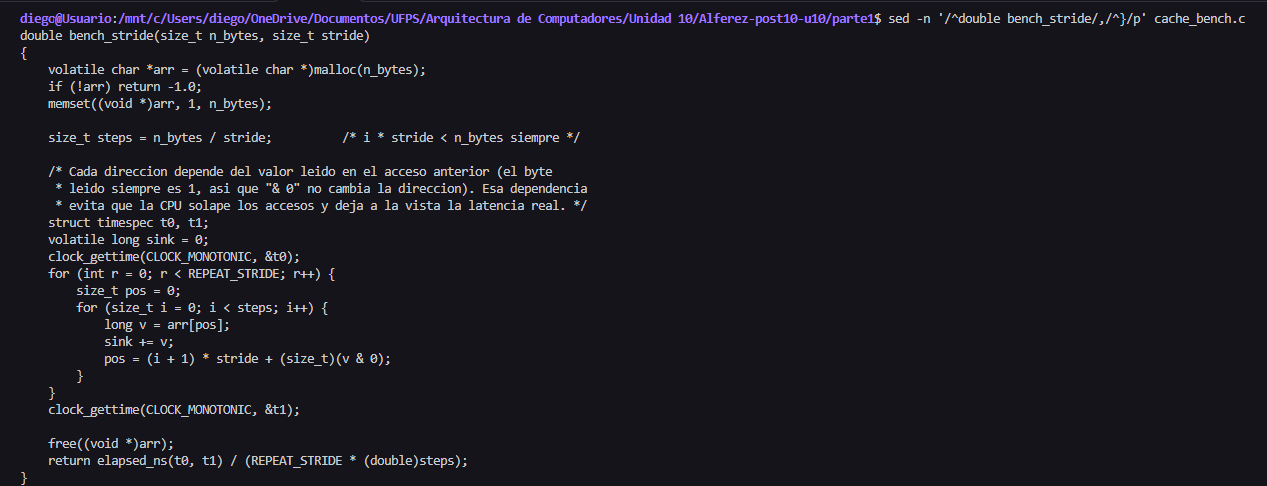 diego@Usuario:/mnt/c/Users/diego/OneDrive/Documentos/UFPS/Arquitectura de Computadores/Unidad 10/Alferez-post10-u10/parte1$ sed -n '/^double bench_stride/,/^}/p' cache_bench.c
double bench_stride(size_t n_bytes, size_t stride)
{
    volatile char *arr = (volatile char *)malloc(n_bytes);
    if (!arr) return -1.0;
    memset((void *)arr, 1, n_bytes);

    size_t steps = n_bytes / stride;         /* i * stride < n_bytes siempre */

    /* Cada direccion depende del valor leido en el acceso anterior (el byte
     * leido siempre es 1, asi que "& 0" no cambia la direccion). Esa dependencia
     * evita que la CPU solape los accesos y deja a la vista la latencia real. */
    struct timespec t0, t1;
    volatile long sink = 0;
    clock_gettime(CLOCK_MONOTONIC, &t0);
    for (int r = 0; r < REPEAT_STRIDE; r++) {
        size_t pos = 0;
        for (size_t i = 0; i < steps; i++) {
            long v = arr[pos];
            sink += v;
            pos = (i + 1) * stride + (size_t)(v & 0);
        }
    }
    clock_gettime(CLOCK_MONOTONIC, &t1);

    free((void *)arr);
    return elapsed_ns(t0, t1) / (REPEAT_STRIDE * (double)steps);
}